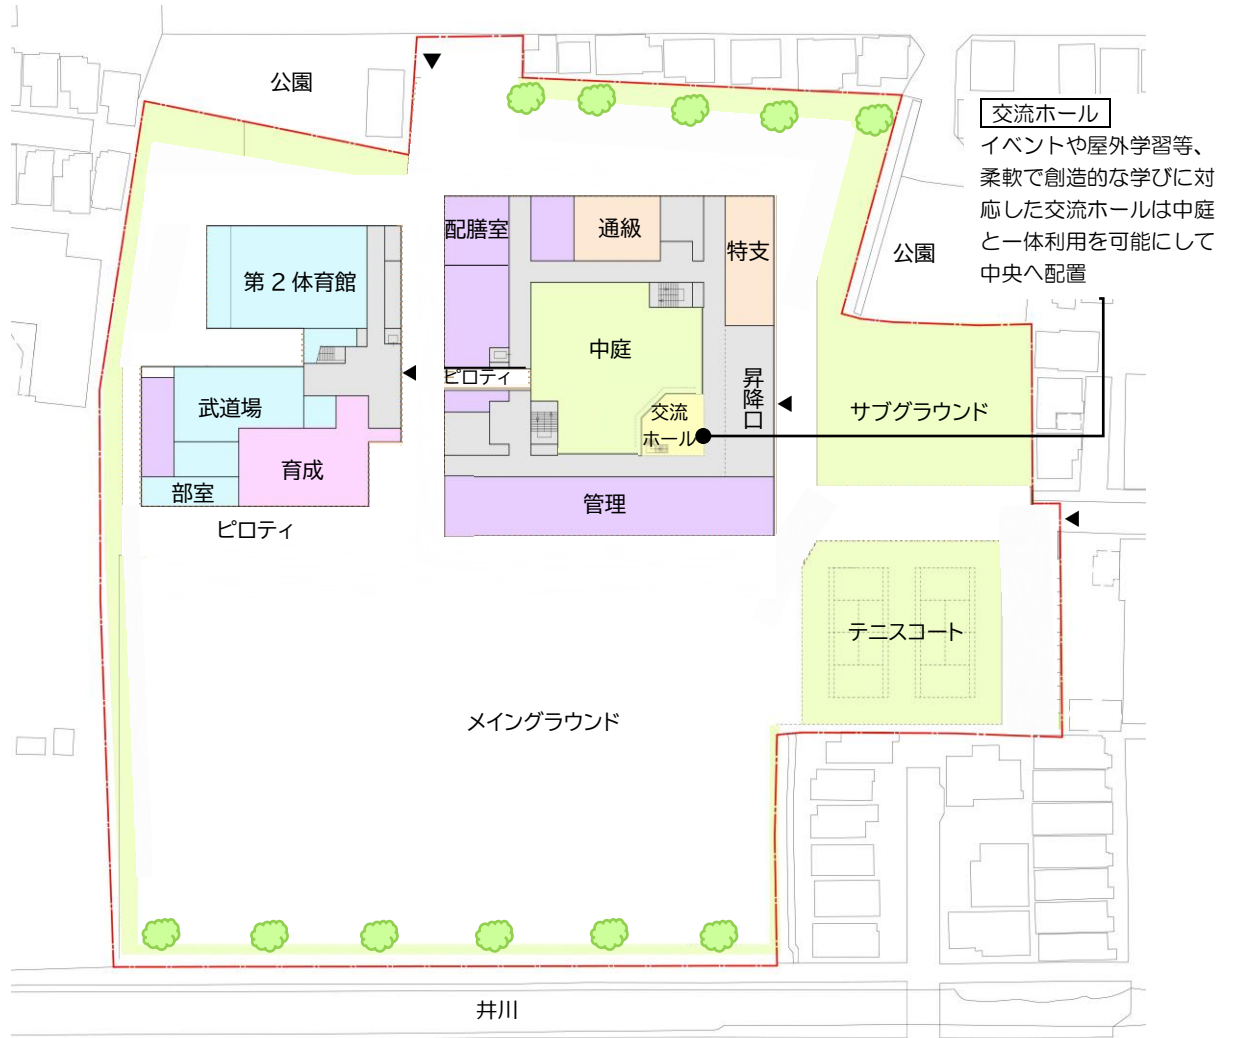 公園
交流ホール
イベントや屋外学習等、
柔軟で創造的な学びに対
応した交流ホールは中庭
と一体利用を可能にして
中央へ配置
配膳室
通級
特支
公園
第2体育館
中庭
ピロティ
昇降口
武道場
交流
ホール
サブグラウンド
育成
部室
管理
ピロティ
テニスコート
メイングラウンド
井川